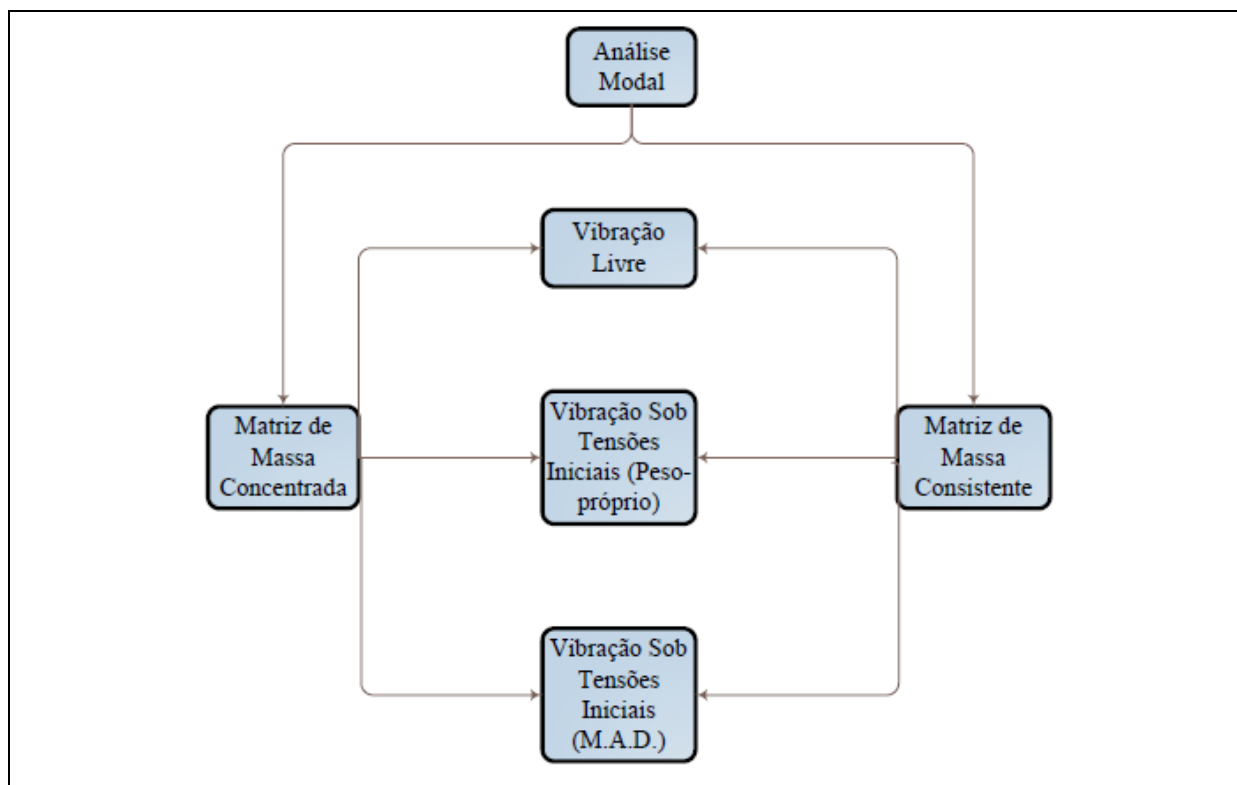 Análise
Modal
Vibração
Livre
Matriz de
Massa
Concentrada
Vibração Sob
Tensões
Iniciais (Peso-
próprio)
Matriz de
Massa
Consistente
Vibração Sob
Tensões
Iniciais
(M.A.D.)